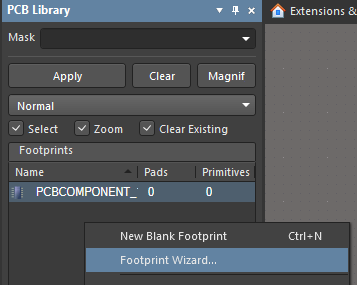 PCB Library
Extensions &
Mask
Apply Clear Magnif
Normal
Select Zoom Clear Existing
Footprints
Name Pads Primitives
PCBCOMPONENT_ 0 0
New Blank Footprint Ctrl+N
Footprint Wizard...